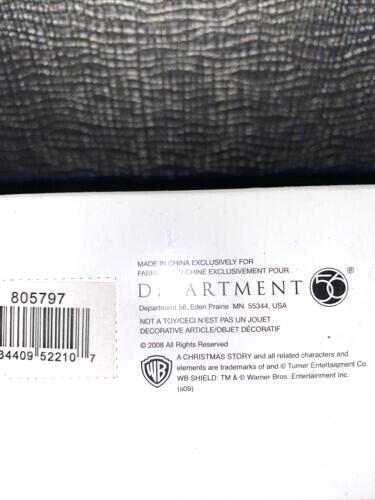 MADE IN CHINA EXCLUSIVELY FOR
EN CHINE EXCLUSIVEMENT POUR
56 ®
Department 56, Eden Prairie MN 55344, USA
NOT A TOY/CECI N'EST PAS UN JOUET
DECORATIVE ARTICLE/OBJET DÉCORATIF
© 2008 All Rights Reserved
WB
A CHRISTMAS STORY and all related characters and
elements are trademarks of and © Turner Entertainment Co.
WB SHIELD: TM & © Warner Bros. Entertainment Inc.
(s09)
805797
34409 52210 7